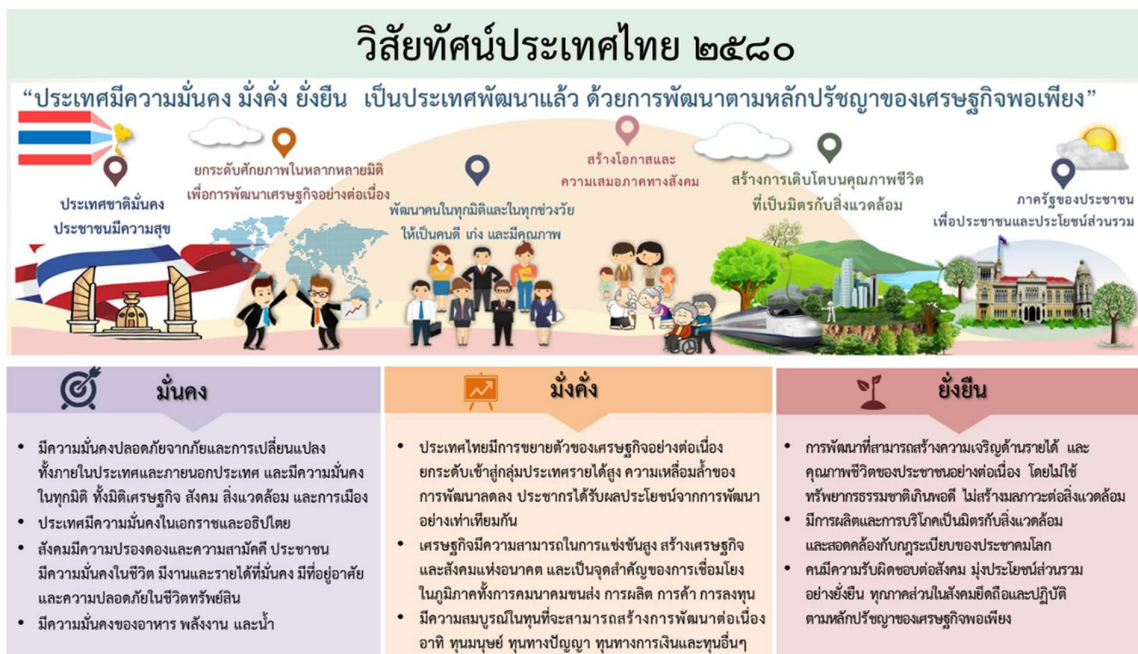 วิสัยทัศน์ประเทศไทย ๒๕๘๐
“ประเทศมีความมั่นคง มั่งคั่ง ยั่งยืน เป็นประเทศพัฒนาแล้ว ด้วยการพัฒนาตามหลักปรัชญาของเศรษฐกิจพอเพียง”
ประเทศชาติมั่นคง
ประชาชนมีความสุข
ยกระดับศักยภาพในหลากหลายมิติ
เพื่อการพัฒนาเศรษฐกิจอย่างต่อเนื่อง
พัฒนาคนในทุกมิติและในทุกช่วงวัย
ให้เป็นคนดี เก่ง และมีคุณภาพ
สร้างโอกาสและ
ความเสมอภาคทางสังคม
สร้างการเติบโตบนคุณภาพชีวิต
ที่เป็นมิตรกับสิ่งแวดล้อม
ภาครัฐของประชาชน
เพื่อประชาชนและประโยชน์ส่วนรวม
มั่นคง
• มีความมั่นคงปลอดภัยจากภัยและการเปลี่ยนแปลง
ทั้งภายในประเทศและภายนอกประเทศ และมีความมั่นคง
ในทุกมิติ ทั้งมิติเศรษฐกิจ สังคม สิ่งแวดล้อม และการเมือง
• ประเทศมีความมั่นคงในเอกราชและอธิปไตย
• สังคมมีความปรองดองและความสามัคคี ประชาชน
มีความมั่นคงในชีวิต มีงานและรายได้ที่มั่นคง มีที่อยู่อาศัย
และความปลอดภัยในชีวิตทรัพย์สิน
• มีความมั่นคงของอาหาร พลังงาน และน้ำ
มั่งคั่ง
• ประเทศไทยมีการขยายตัวของเศรษฐกิจอย่างต่อเนื่อง
ยกระดับเข้าสู่กลุ่มประเทศรายได้สูง ความเหลื่อมล้ำของ
การพัฒนาลดลง ประชากรได้รับผลประโยชน์จากการพัฒนา
อย่างเท่าเทียมกัน
• เศรษฐกิจมีความสามารถในการแข่งขันสูง สร้างเศรษฐกิจ
และสังคมแห่งอนาคต และเป็นจุดสำคัญของการเชื่อมโยง
ในภูมิภาคทั้งการคมนาคมขนส่ง การผลิต การค้า การลงทุน
• มีความสมบูรณ์ในทุนที่จะสามารถสร้างการพัฒนาต่อเนื่อง
อาทิ ทุนมนุษย์ ทุนทางปัญญา ทุนทางการเงินและทุนอื่นๆ
ยั่งยืน
• การพัฒนาที่สามารถสร้างความเจริญด้านรายได้ และ
คุณภาพชีวิตของประชาชนอย่างต่อเนื่อง โดยไม่ใช้
ทรัพยากรธรรมชาติเกินพอดี ไม่สร้างมลภาวะต่อสิ่งแวดล้อม
• มีการผลิตและการบริโภคเป็นมิตรกับสิ่งแวดล้อม
และสอดคล้องกับกฎระเบียบของประชาคมโลก
• คนมีความรับผิดชอบต่อสังคม มุ่งประโยชน์ส่วนรวม
อย่างยั่งยืน ทุกภาคส่วนในสังคมยึดถือและปฏิบัติ
ตามหลักปรัชญาของเศรษฐกิจพอเพียง